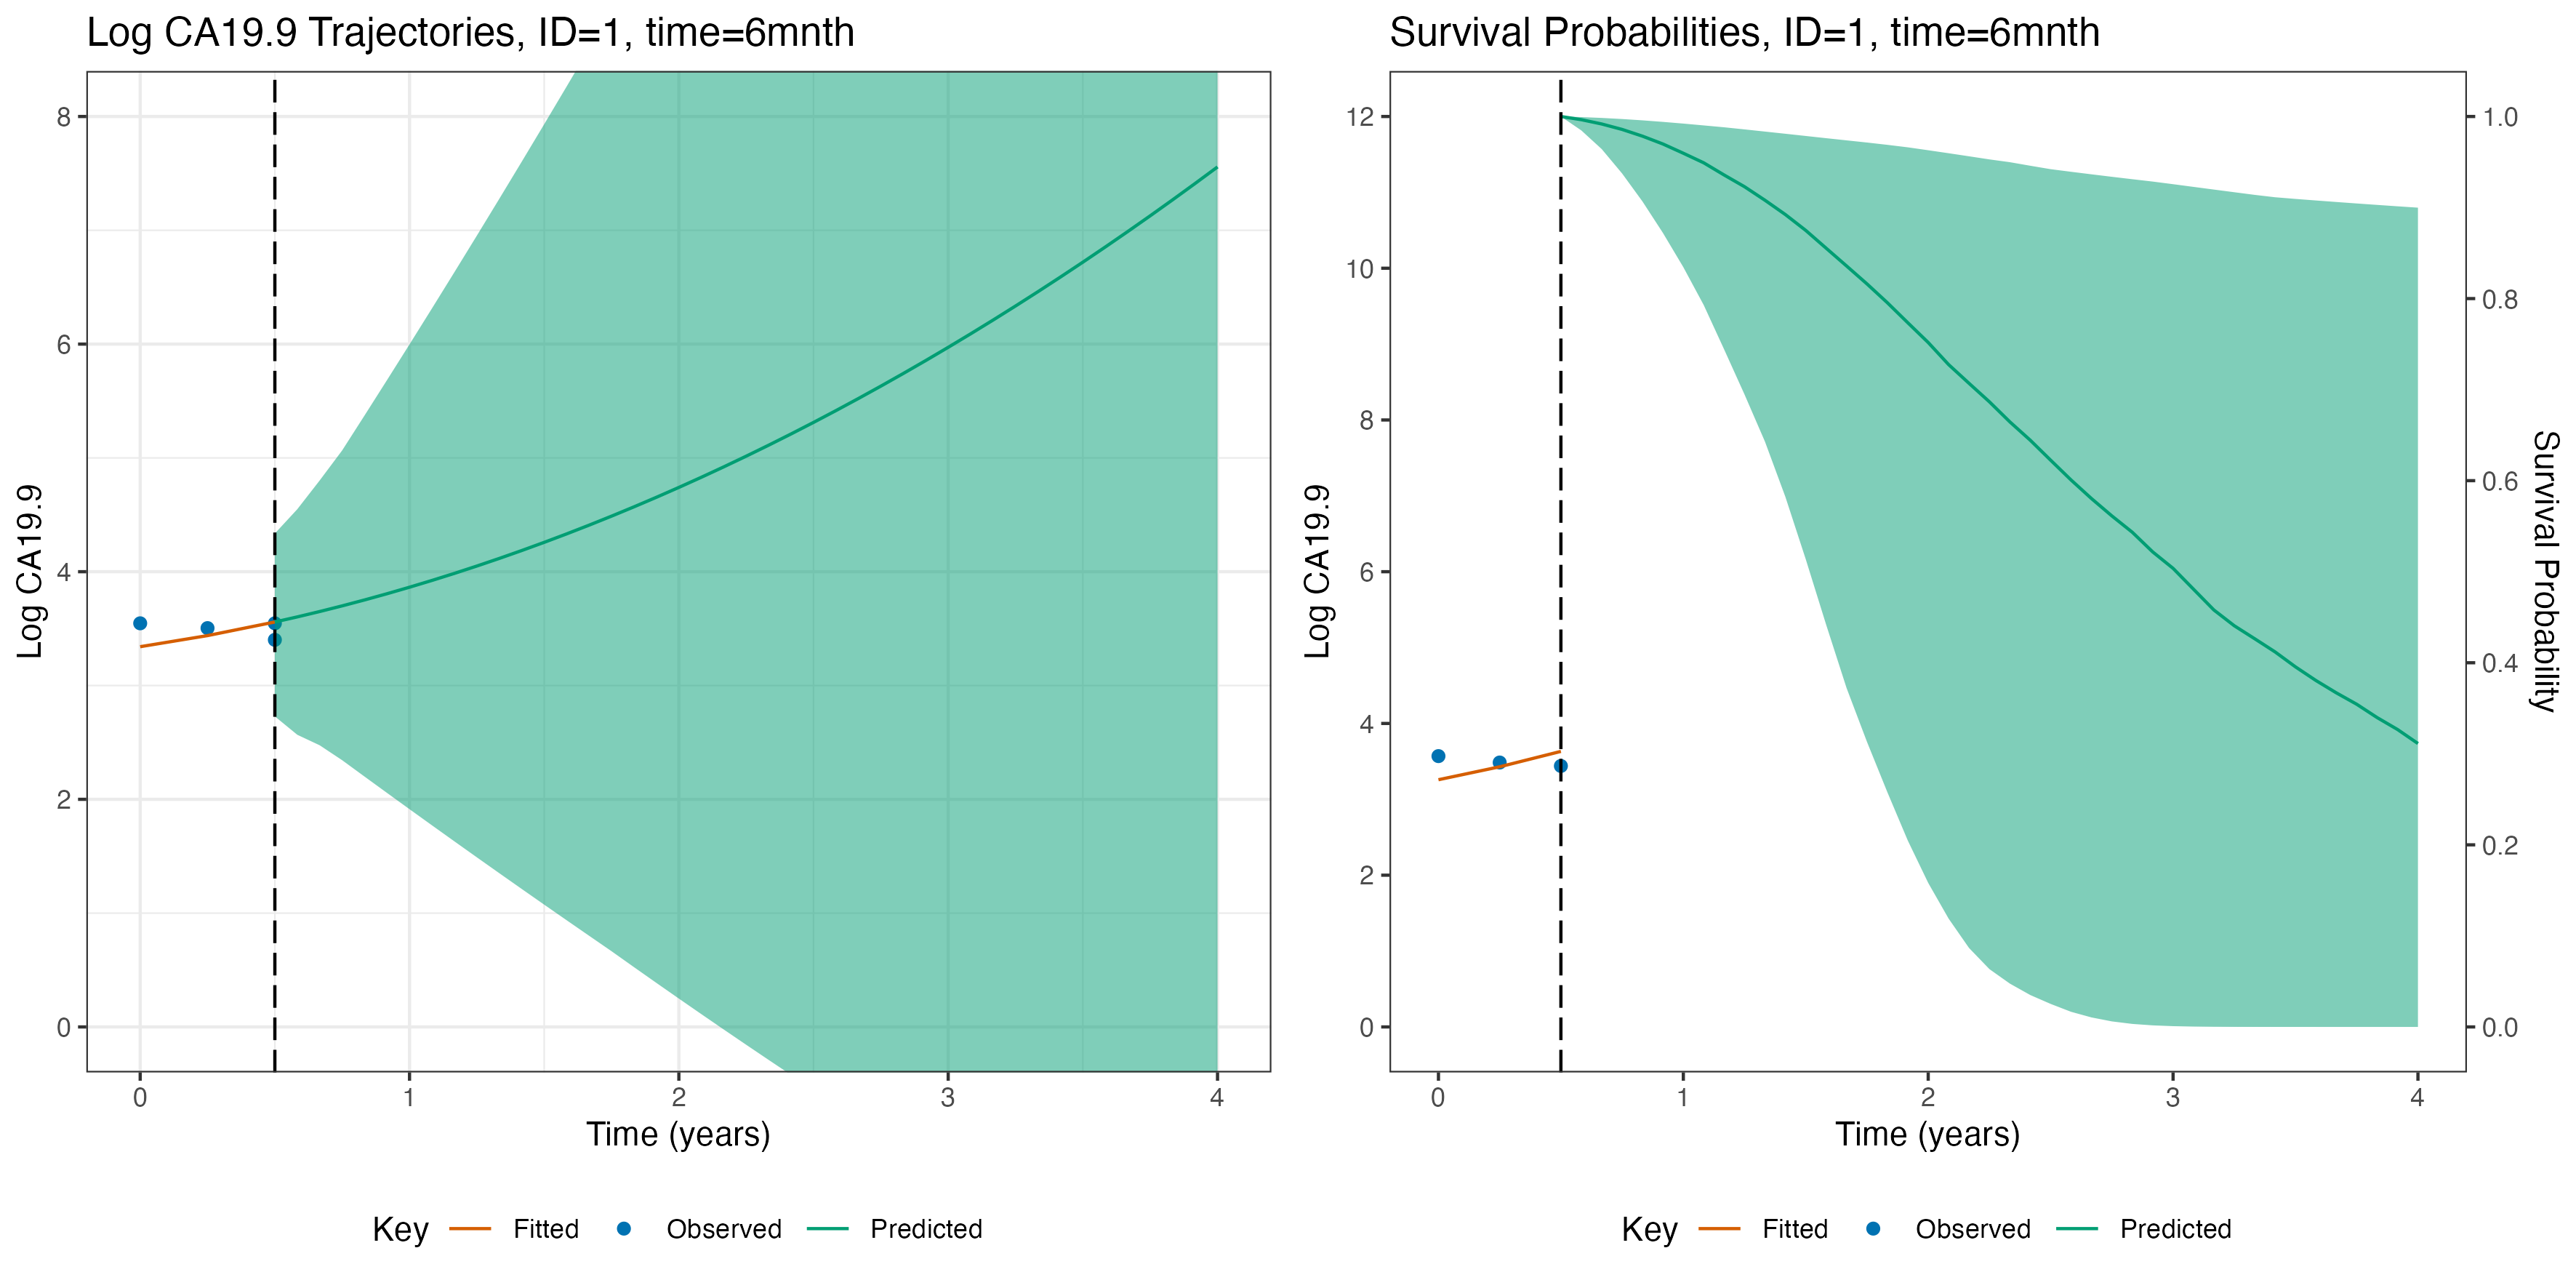 Log CA19.9 Trajectories, ID=1, time=6mnth
8
6
4
2
0
Log CA19.9
0 1 2 3 4
Time (years)
Key Fitted Observed Predicted
Survival Probabilities, ID=1, time=6mnth
12
10
8
6
4
2
0
Log CA19.9
1.0
0.8
0.6
0.4
0.2
0.0
Survival Probability
0 1 2 3 4
Time (years)
Key Fitted Observed Predicted